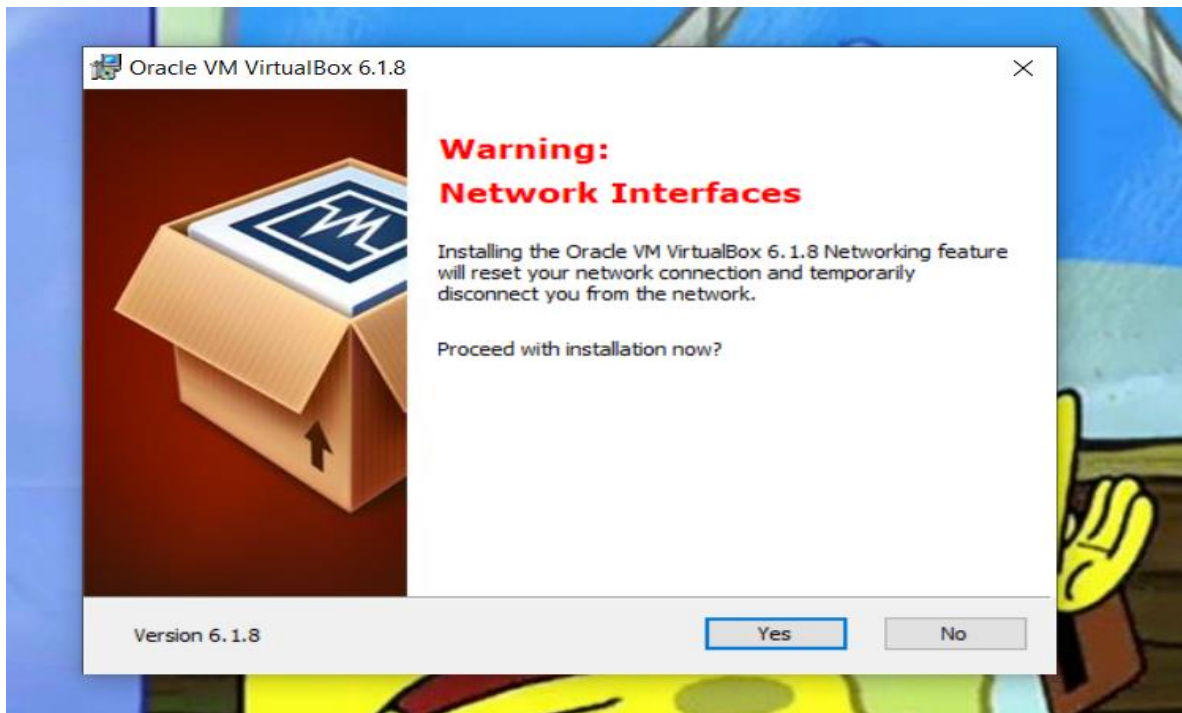 Oracle VM VirtualBox 6.1.8
Warning:
Network Interfaces
Installing the Oracle VM VirtualBox 6.1.8 Networking feature
will reset your network connection and temporarily
disconnect you from the network.
Proceed with installation now?
Version 6.1.8
Yes
No